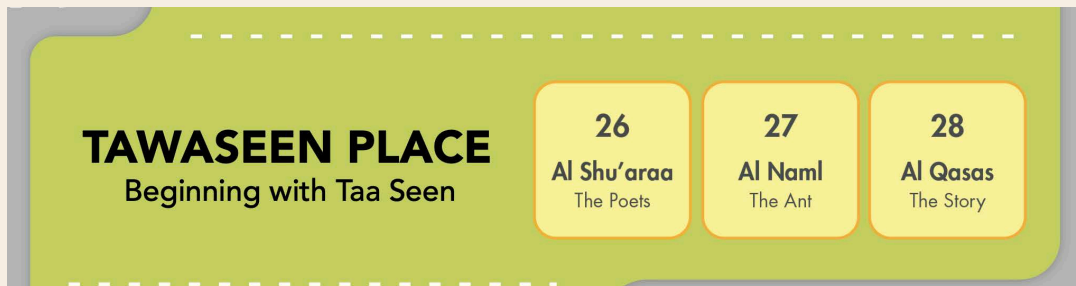 TAWASEEN PLACE
Beginning with Taa Seen
26
Al Shu’araa
The Poets
27
Al Naml
The Ant
28
Al Qasas
The Story